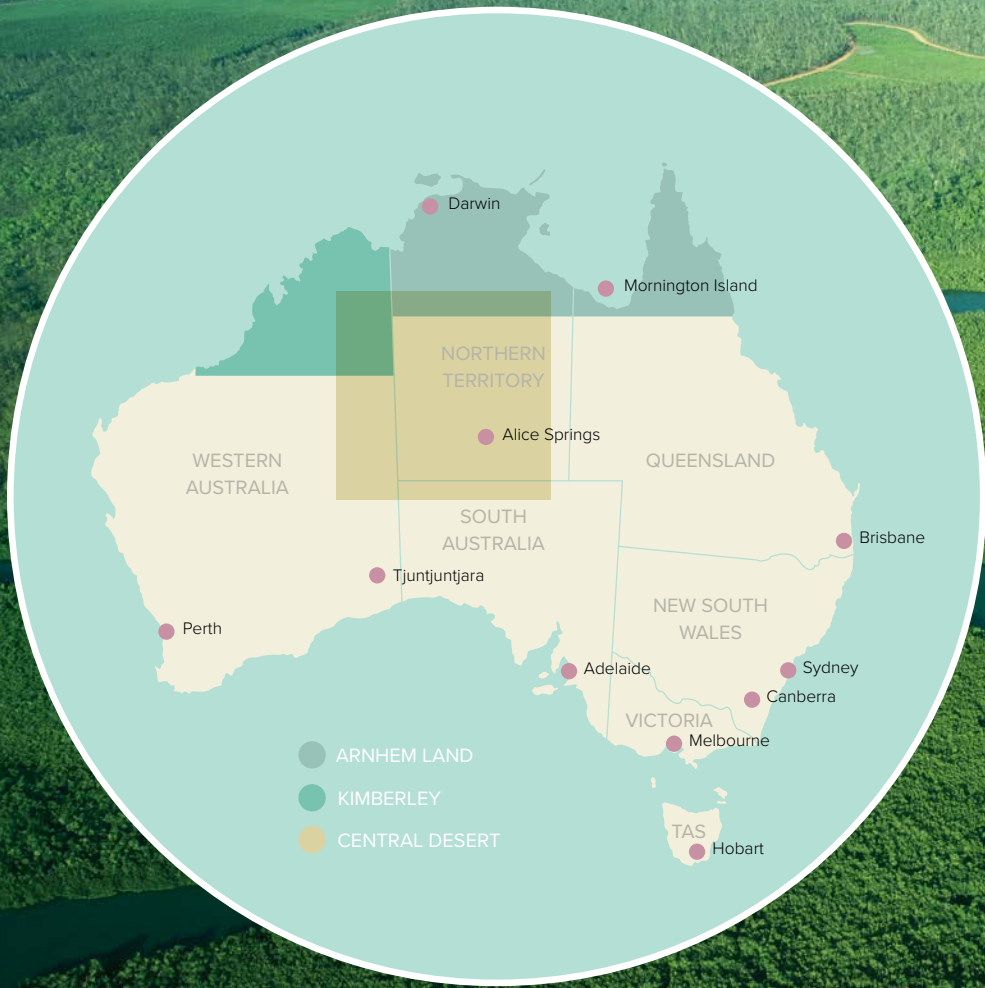 Darwin
Mornington Island
NORTHERN
TERRITORY
Alice Springs
WESTERN
AUSTRALIA
QUEENSLAND
SOUTH
AUSTRALIA
Brisbane
Tjuntjuntjara
NEW SOUTH
WALES
Perth
Adelaide
Sydney
Canberra
VICTORIA
Melbourne
ARNHEM LAND
KIMBERLEY
CENTRAL DESERT
TAS
Hobart